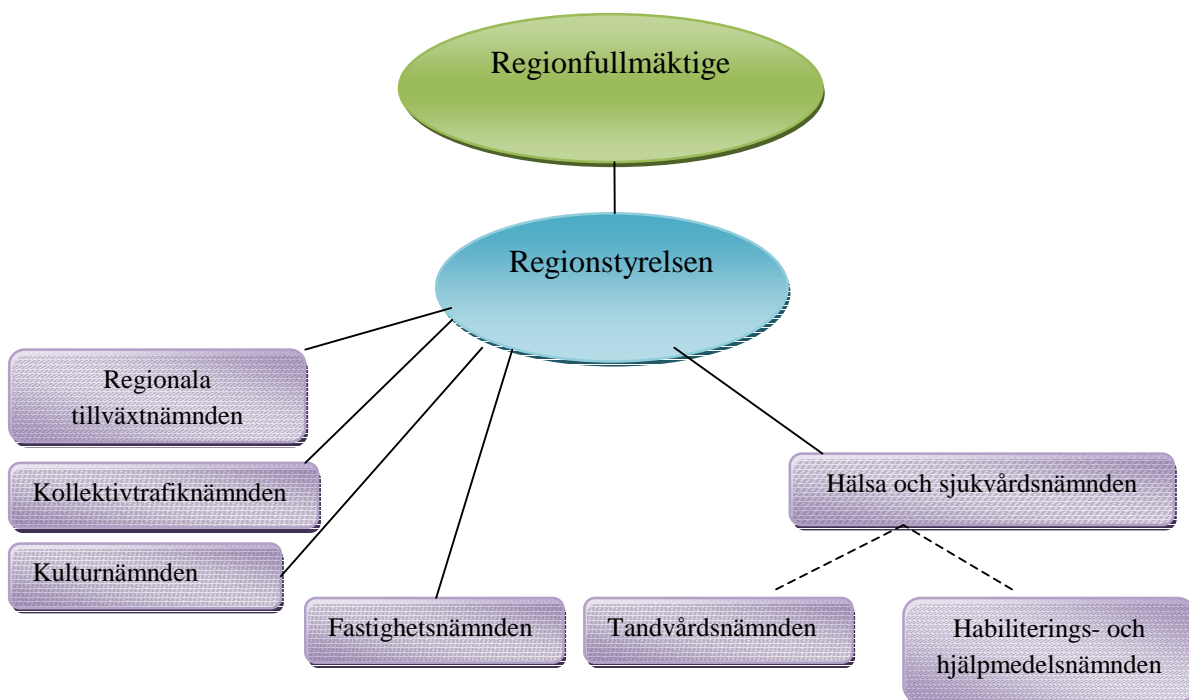 Regionfullmäktige
Regionstyrelsen
Regionala
tillväxtnämnden
Kollektivtrafiknämnden
Hälsa och sjukvårdsnämnden
Kulturnämnden
Fastighetsnämnden
Tandvårdsnämnden
Habiliterings- och
hjälpmedelsnämnden